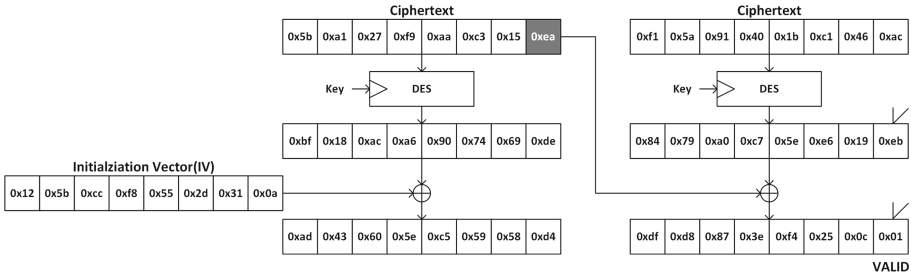 Ciphertext Ciphertext
0x5b 0xa1 0x27 0xf9 0xaa 0xc3 0x15 0xea 0xf1 0x5a 0x91 0x40 0x1b 0xc1 0x46 0xac
Key DES Key DES
0xbf 0x18 0xac 0xa6 0x90 0x74 0x69 0xde 0x84 0x79 0xa0 0xc7 0x5e 0xe6 0x19 0xeb
Initialziation Vector(IV)
0x12 0x5b 0xcc 0xf8 0x55 0x2d 0x31 0x0a
0xad 0x43 0x60 0x5e 0xc5 0x59 0x58 0xd4 0xdf 0xd8 0x87 0x3e 0xf4 0x25 0x0c 0x01
VALID